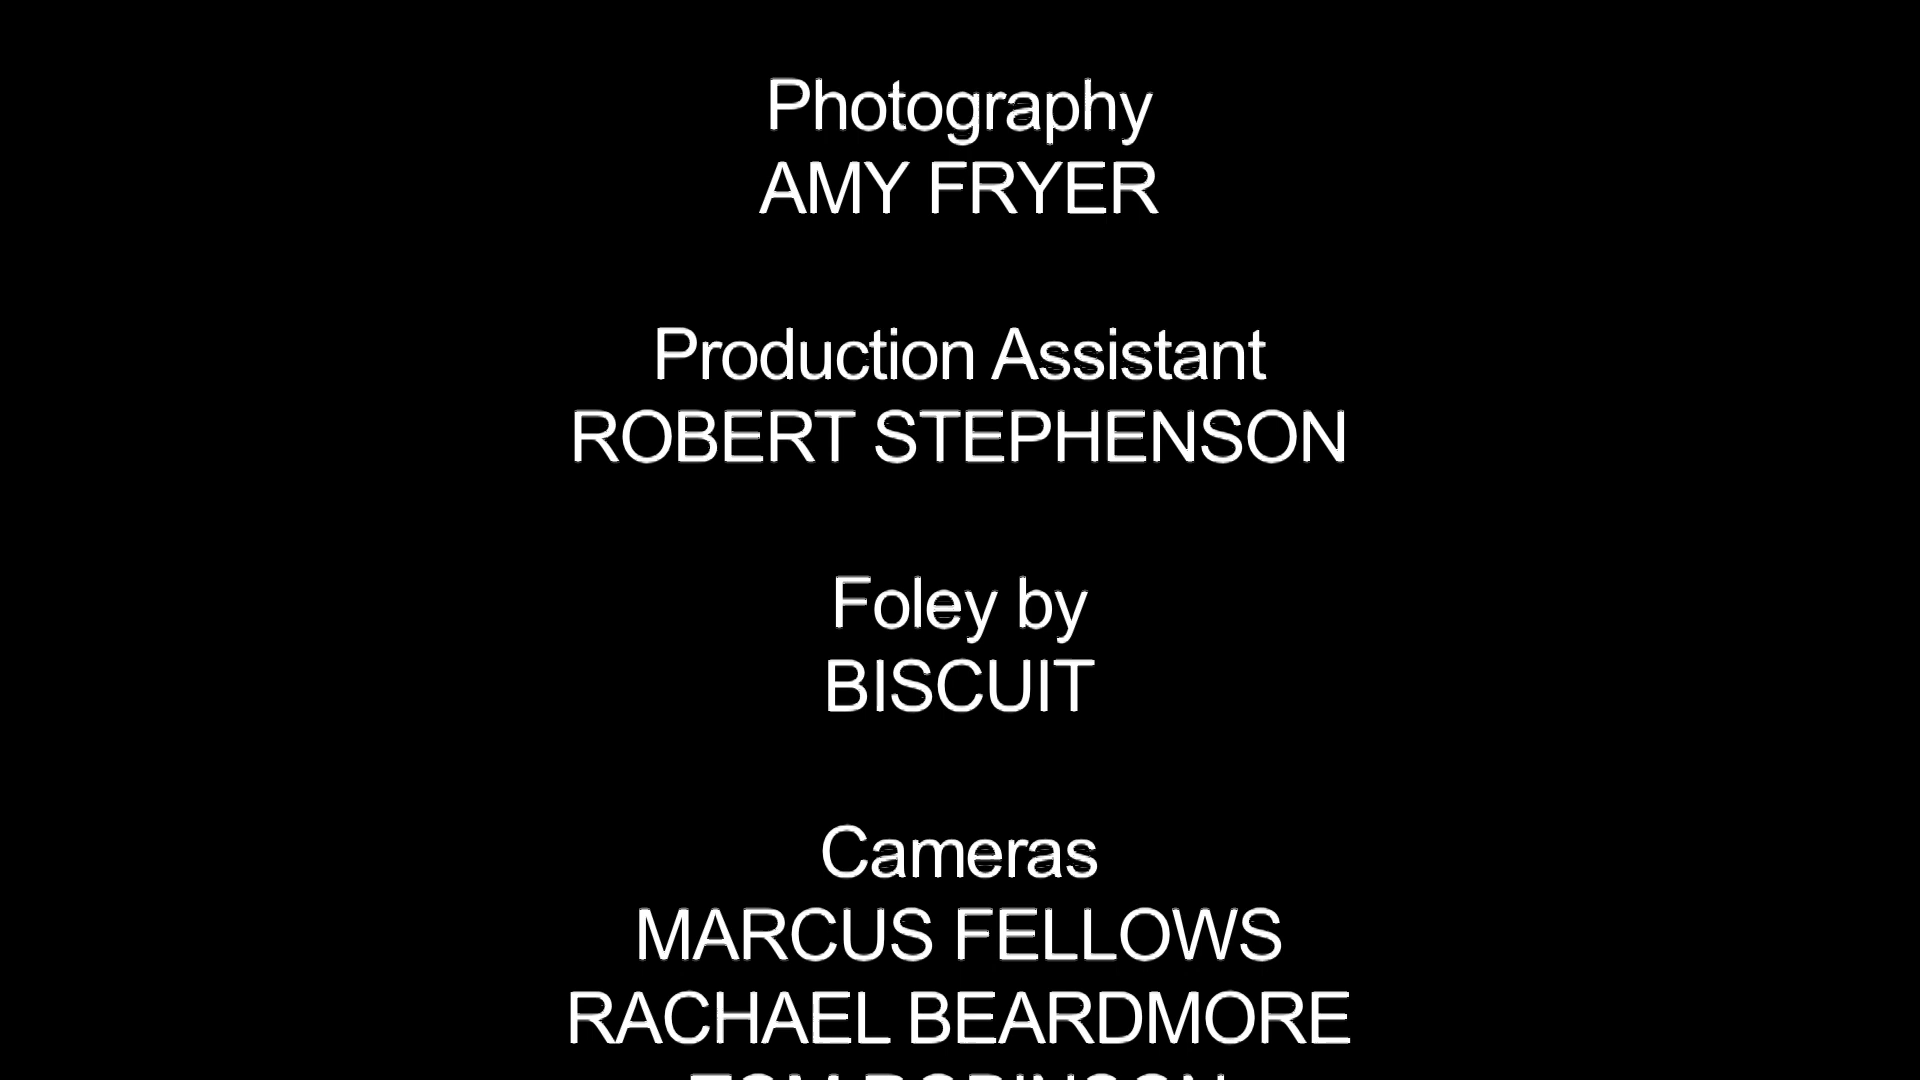 Photography
AMY FRYER
Production Assistant
ROBERT STEPHENSON
Foley by
BISCUIT
Cameras
MARCUS FELLOWS
RACHAEL BEARDMORE